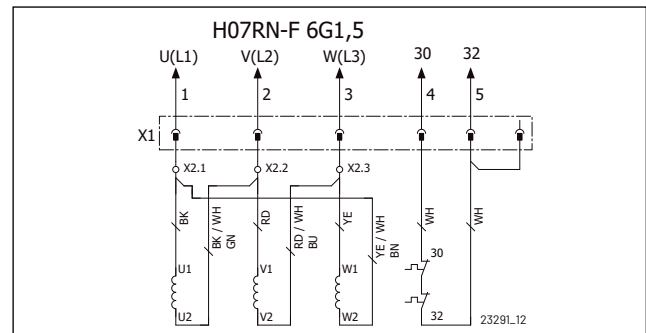 H07RN-F 6G1,5
U(L1) V(L2) W(L3) 30 32
1 2 3 4 5
X1
X2.1 X2.2 X2.3
BK
BK / WH
GN
RD
RD / WH
BU
YE
YE / WH
BN
WH
WH
30
U1 V1 W1
U2 V2 W2 32
23291_12